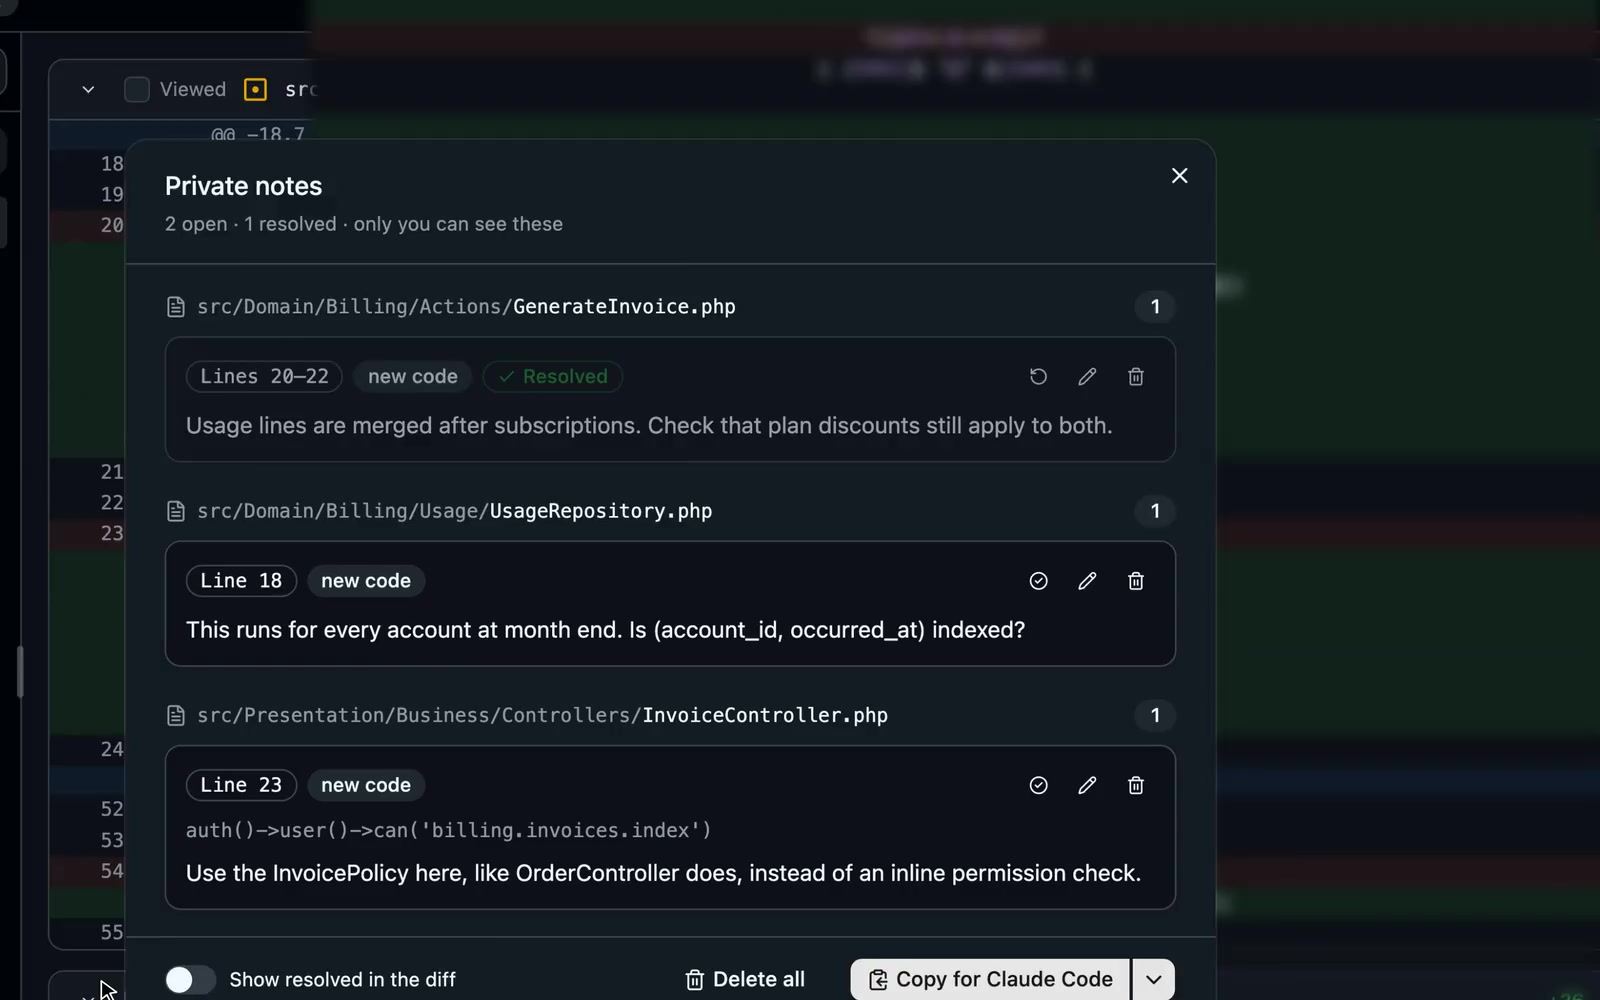 Viewed src
@@ -18,7
18
19
20
21
22
23
24
52
53
54
55
Private notes
2 open · 1 resolved · only you can see these
src/Domain/Billing/Actions/GenerateInvoice.php 1
Lines 20–22 new code Resolved
Usage lines are merged after subscriptions. Check that plan discounts still apply to both.
src/Domain/Billing/Usage/UsageRepository.php 1
Line 18 new code
This runs for every account at month end. Is (account_id, occurred_at) indexed?
src/Presentation/Business/Controllers/InvoiceController.php 1
Line 23 new code
auth()->user()->can('billing.invoices.index')
Use the InvoicePolicy here, like OrderController does, instead of an inline permission check.
Show resolved in the diff Delete all Copy for Claude Code